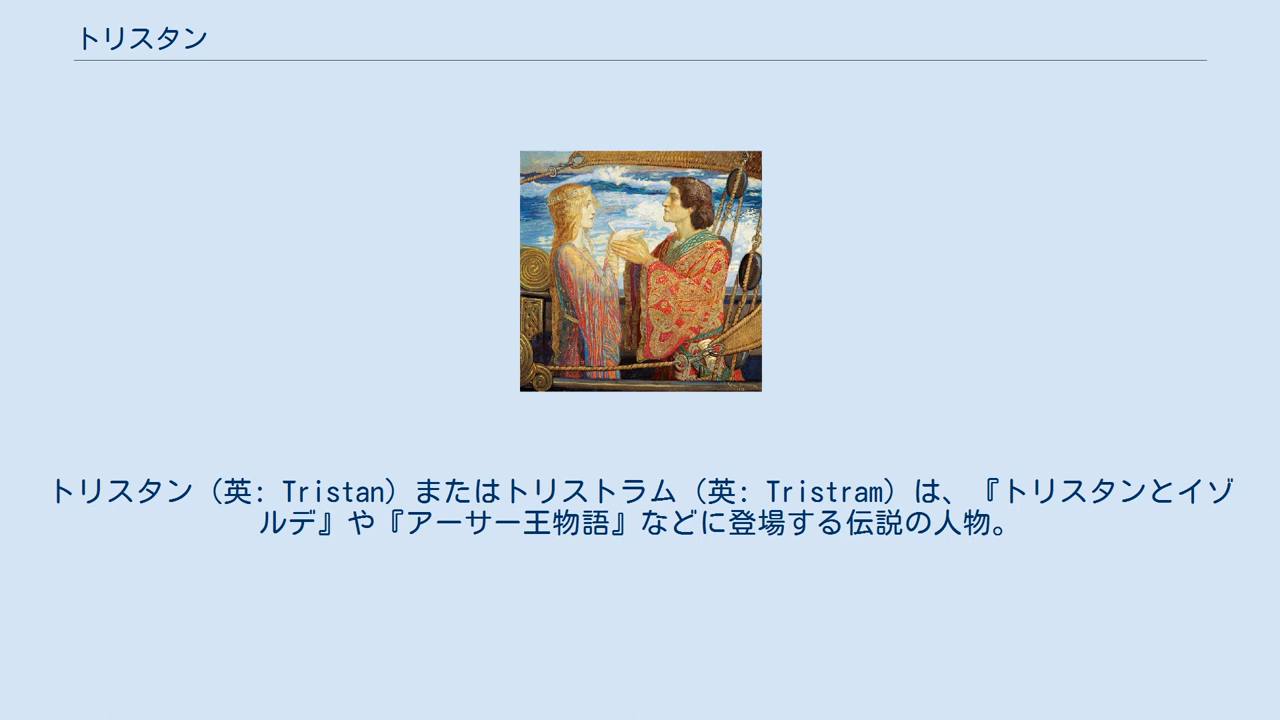 トリスタン
トリスタン（英: Tristan）またはトリストラム（英: Tristram）は、『トリスタンとイゾ
ルデ』や『アーサー王物語』などに登場する伝説の人物。